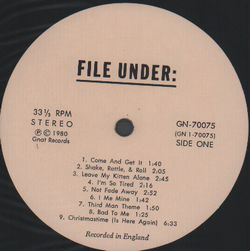 FILE UNDER:
33 1/3 RPM
STEREO
℗ © 1980
Gnat Records
GN-70075
(GN 1-70075)
SIDE ONE
1. Come and Get It 1:40
2. Shake, Rattle, & Roll 2:05
3. Leave My Kitten Alone 2:45
4. I'm So Tired 2:20
5. Not Fade Away 2:52
6. I Me Mine 1:42
7. Third Man Theme 1:50
8. Bad To Me 1:25
9. Christmastime (Is Here Again) 6:33
Recorded in England